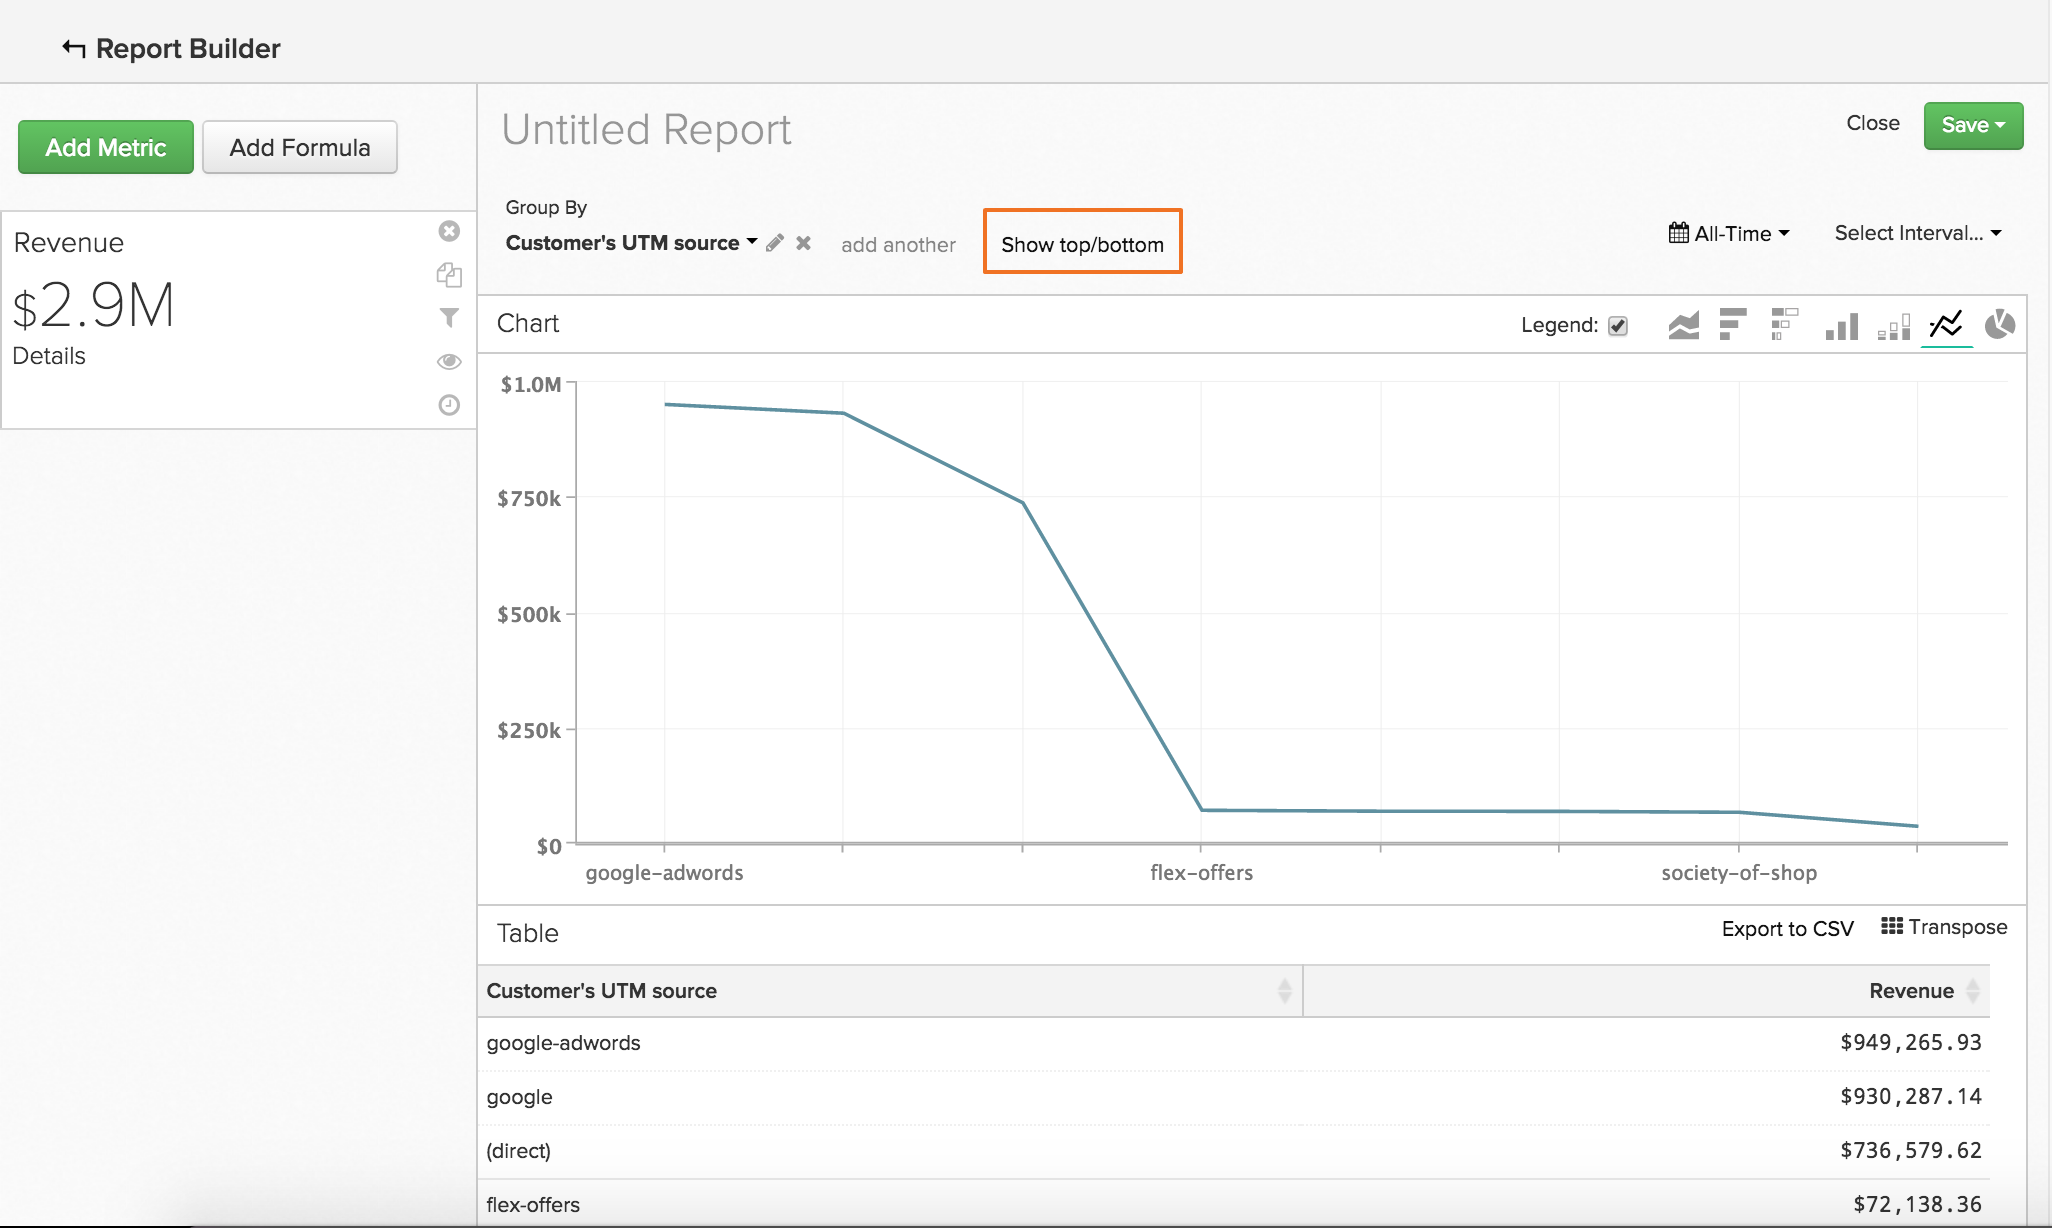 Report Builder
Add Metric
Add Formula
Revenue
$2.9M
Details
Untitled Report
Close
Save
Group By
Customer's UTM source
add another
Show top/bottom
All-Time
Select Interval...
Chart
Legend:
$1.0M
$750k
$500k
$250k
$0
google-adwords
flex-offers
society-of-shop
Table
Export to CSV
Transpose
Customer's UTM source
Revenue
google-adwords
$949,265.93
google
$930,287.14
(direct)
$736,579.62
flex-offers
$72,138.36